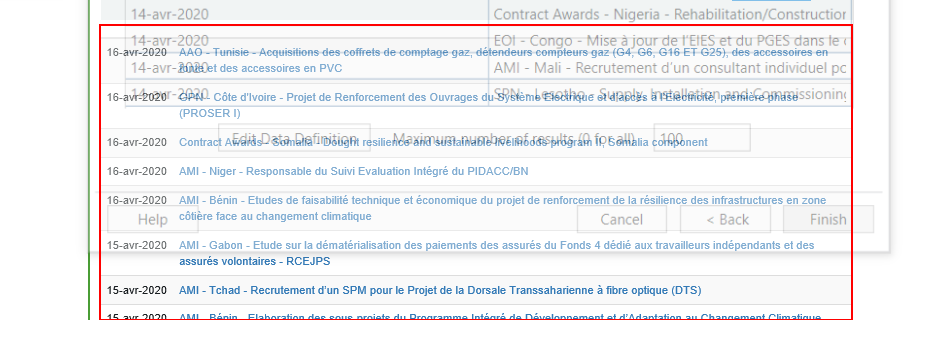 14-avr-2020 Contract Awards - Nigeria - Rehabilitation/Construction
14-avr-2020 EOI - Congo - Mise à jour de l'EIES et du PGES dans le c
16-avr-2020 AAO - Tunisie - Acquisitions des coffrets de comptage gaz, détendeurs compteurs gaz (G4, G6, G16 ET G25), des accessoires en
14-avr-2020 AMI - Mali - Recrutement d'un consultant individuel pc
et des accessoires en PVC
14-avr-2020 SPN - Lesotho - Supply, Installation and Commissioning
16-avr-2020 GPN - Côte d'Ivoire - Projet de Renforcement des Ouvrages du Système Electrique et d'accès à l'Electricité, première phase
(PROSER I)
Edit Data Definition Maximum number of results (0 for all) 100
16-avr-2020 Contract Awards - Somalia - Dought resilience and sustainable livelihoods program II, Somalia component
16-avr-2020 AMI - Niger - Responsable du Suivi Evaluation Intégré du PIDACC/BN
16-avr-2020 AMI - Bénin - Etudes de faisabilité technique et économique du projet de renforcement de la résilience des infrastructures en zone
côtière face au changement climatique
Help Cancel < Back Finish
15-avr-2020 AMI - Gabon - Etude sur la dématérialisation des paiements des assurés du Fonds 4 dédié aux travailleurs indépendants et des
assurés volontaires - RCEJPS
15-avr-2020 AMI - Tchad - Recrutement d'un SPM pour le Projet de la Dorsale Transsaharienne à fibre optique (DTS)
15-avr-2020 AMI - Bénin - Elaboration des sous projets du Programme Intégré de Développement et d'Adaptation au Changement Climatique